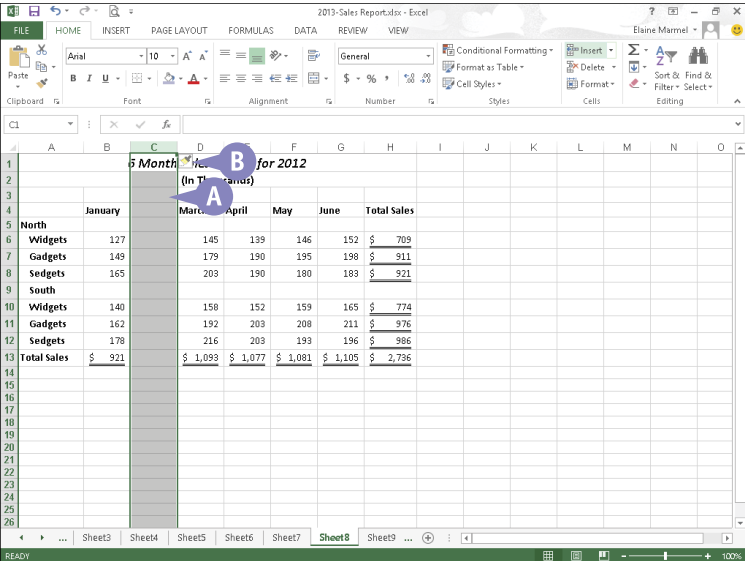 2013-Sales Report.xlsx - Excel
FILE HOME INSERT PAGE LAYOUT FORMULAS DATA REVIEW VIEW Elaine Marmel
Paste
Arial 10
B I U
General
$ % ,
Conditional Formatting
Format as Table
Cell Styles
Insert
Delete
Format
Sort & Filter
Find & Select
Clipboard Font Alignment Number Styles Cells Editing
C1 fx
A B C D F G H I J K L M N O
1 6 Month for 2012
2 (In
3
4 January April May June Total Sales
5 North
6 Widgets 127 145 139 146 152 $ 709
7 Gadgets 149 179 190 195 198 $ 911
8 Sedgets 165 203 190 180 183 $ 921
9 South
10 Widgets 140 158 152 159 165 $ 774
11 Gadgets 162 192 203 208 211 $ 976
12 Sedgets 178 216 203 193 196 $ 986
13 Total Sales $ 921 $ 1,093 $ 1,077 $ 1,081 $ 1,105 $ 2,736
14
15
16
17
18
19
20
21
22
23
24
25
26
B
A
... Sheet3 Sheet4 Sheet5 Sheet6 Sheet7 Sheet8 Sheet9 ...
READY 100%